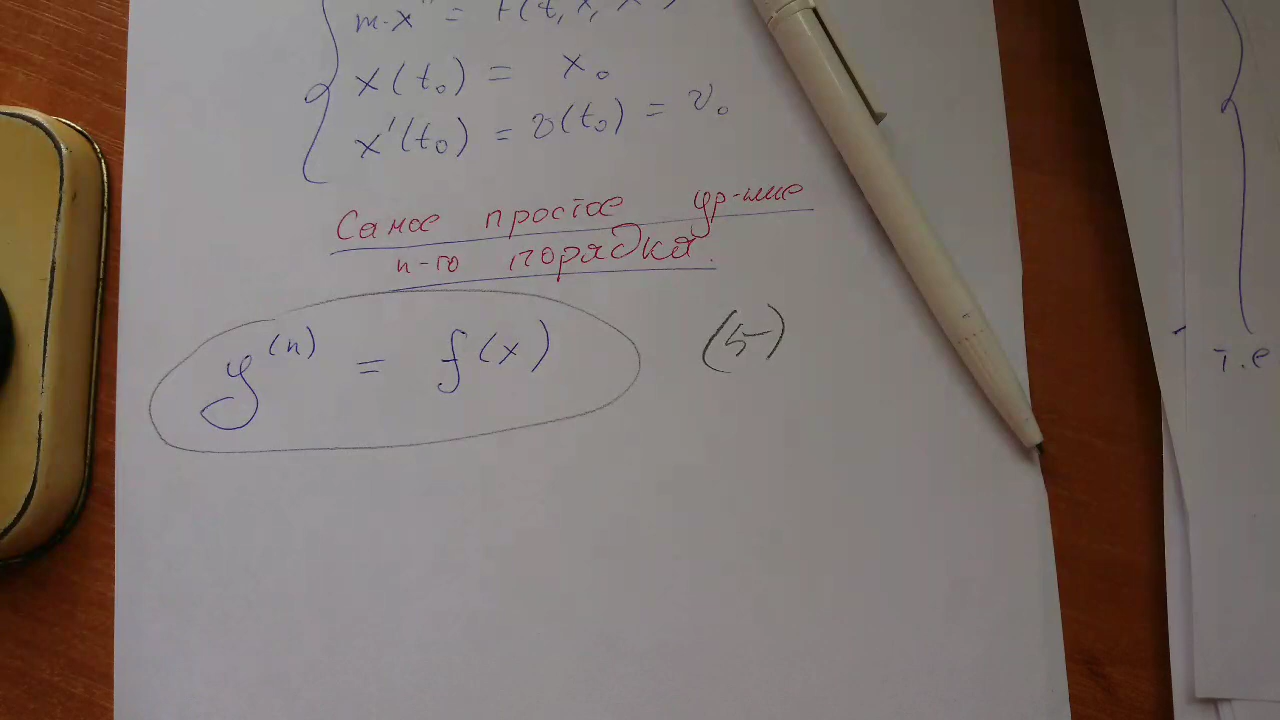 m·x'' = F(t, x, x')
x(t₀) = x₀
x'(t₀) = v(t₀) = v₀
Самое простое ур-ние
n-го порядка.
y⁽ⁿ⁾ = f(x) (5)
т.е